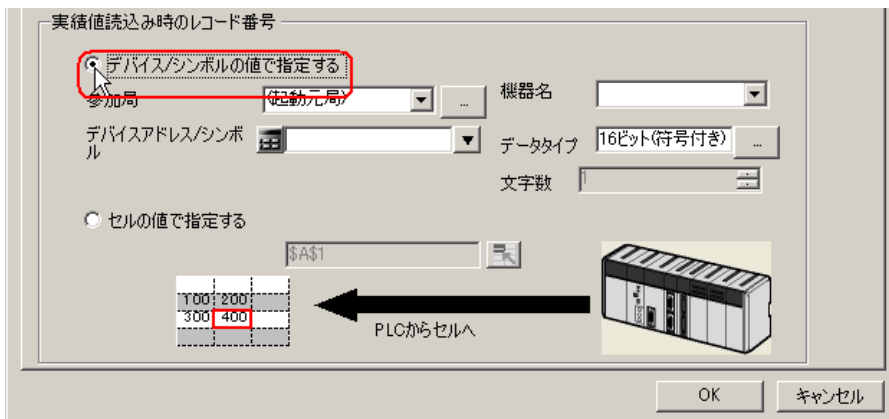 実績値読込み時のレコード番号
デバイス/シンボルの値で指定する
参加局
(起動元局)
...
機器名
デバイスアドレス/シンボ
ル
データタイプ
16ビット(符号付き)
...
文字数
1
セルの値で指定する
$A$1
100 200
300 400
PLCからセルへ
OK
キャンセル